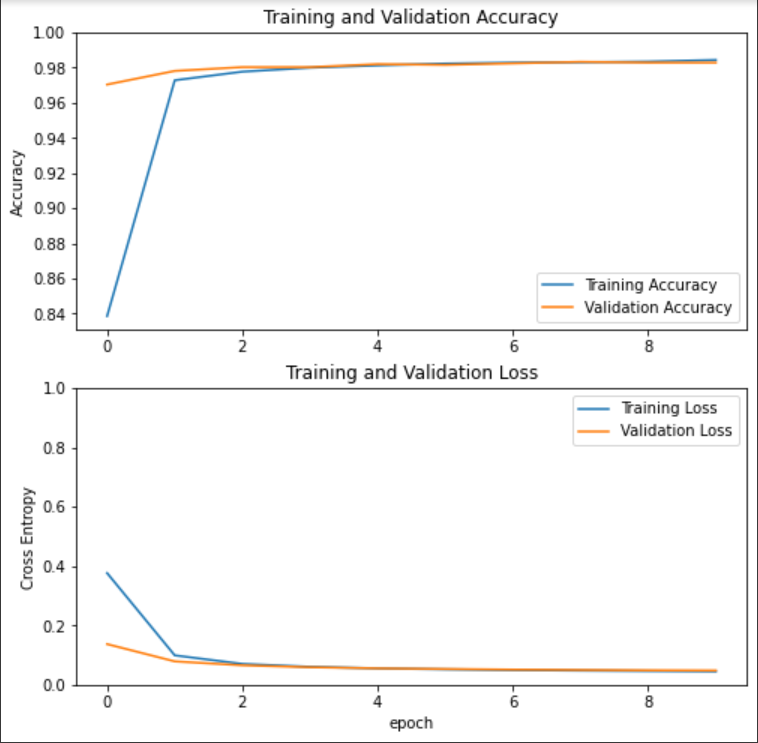 Training and Validation Accuracy
1.00
0.98
0.96
0.94
0.92
0.90
0.88
0.86
0.84
Accuracy
Training Accuracy
Validation Accuracy
0 2 4 6 8
Training and Validation Loss
1.0
0.8
0.6
0.4
0.2
0.0
Cross Entropy
Training Loss
Validation Loss
0 2 4 6 8
epoch